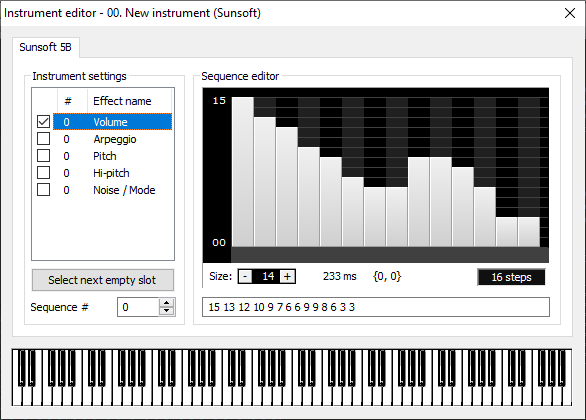 Instrument editor - 00. New instrument (Sunsoft)
Sunsoft 5B
Instrument settings
# Effect name
0 Volume
0 Arpeggio
0 Pitch
0 Hi-pitch
0 Noise / Mode
Select next empty slot
Sequence # 0
Sequence editor
15
00
Size: - 14 + 233 ms {0, 0} 16 steps
15 13 12 10 9 7 6 6 9 9 8 6 3 3